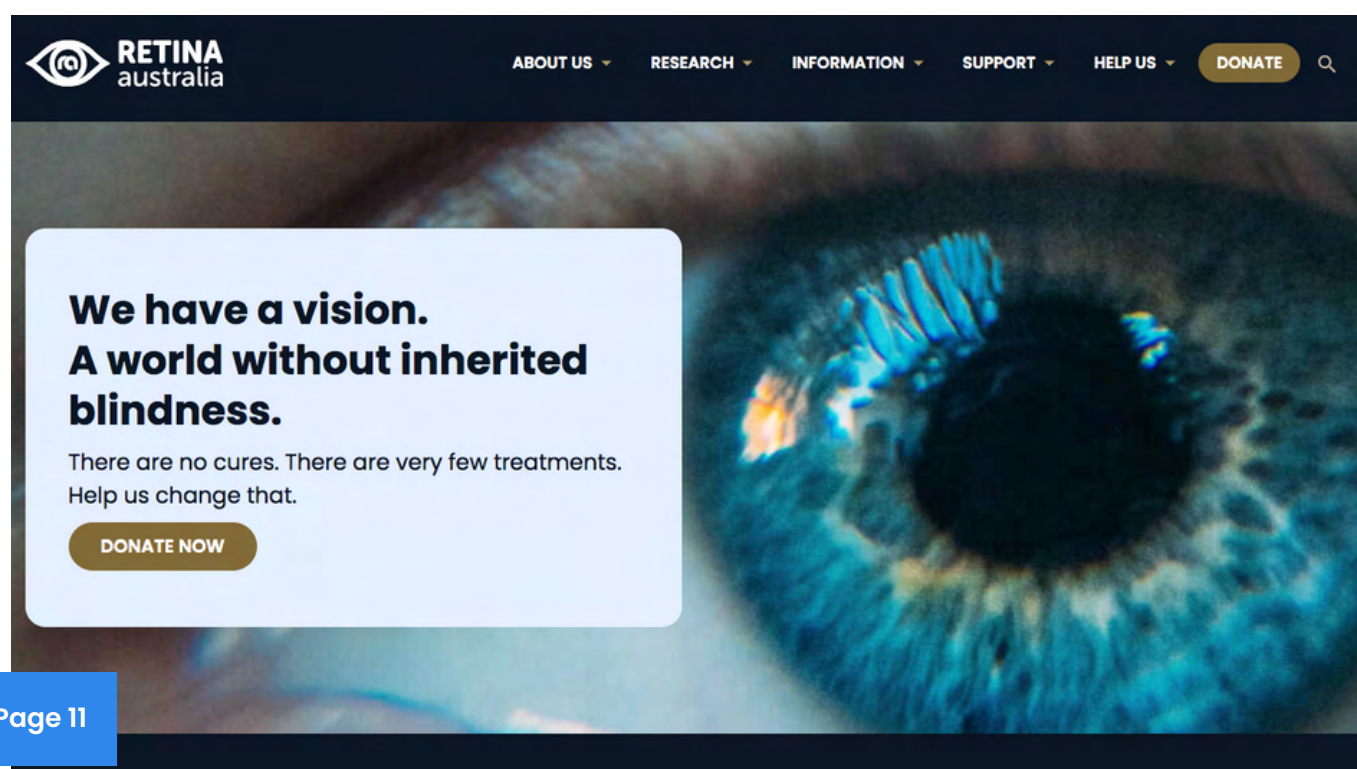 RETINA
australia
ABOUT US
RESEARCH
INFORMATION
SUPPORT
HELP US
DONATE
We have a vision.
A world without inherited
blindness.
There are no cures. There are very few treatments.
Help us change that.
DONATE NOW
Page 11